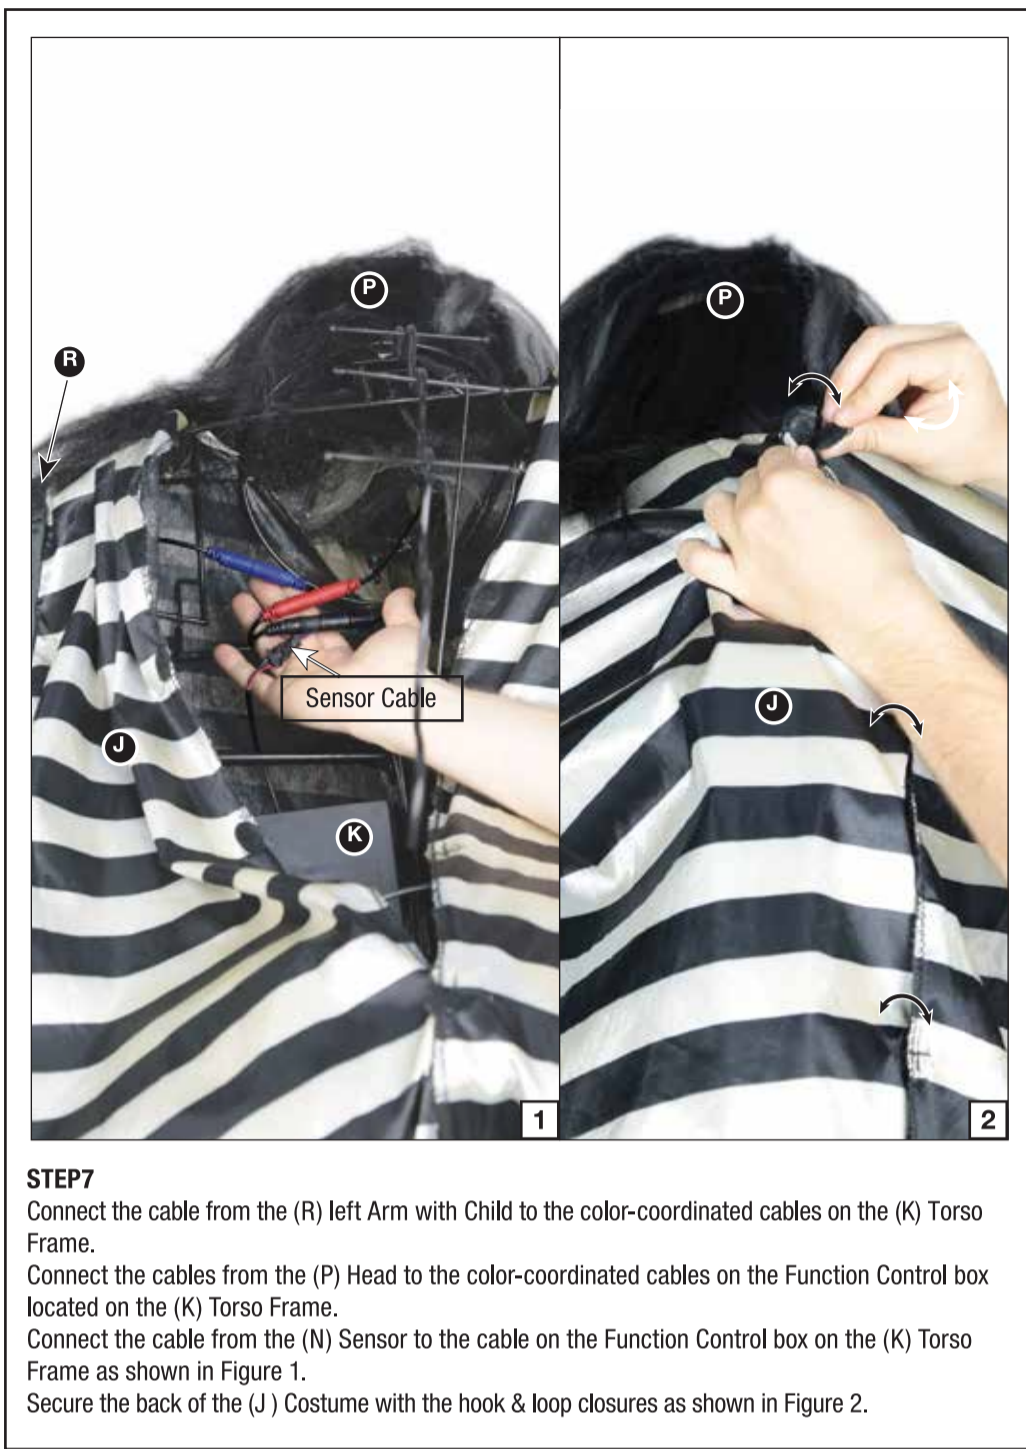 P
R
Sensor Cable
J
K
1
P
J
2
STEP7
Connect the cable from the (R) left Arm with Child to the color-coordinated cables on the (K) Torso
Frame.
Connect the cables from the (P) Head to the color-coordinated cables on the Function Control box
located on the (K) Torso Frame.
Connect the cable from the (N) Sensor to the cable on the Function Control box on the (K) Torso
Frame as shown in Figure 1.
Secure the back of the (J ) Costume with the hook & loop closures as shown in Figure 2.